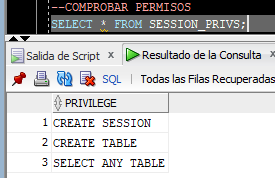 --COMPROBAR PERMISOS
SELECT * FROM SESSION_PRIVS;
Salida de Script
Resultado de la Consulta
SQL
Todas las Filas Recuperadas
PRIVILEGE
1 CREATE SESSION
2 CREATE TABLE
3 SELECT ANY TABLE